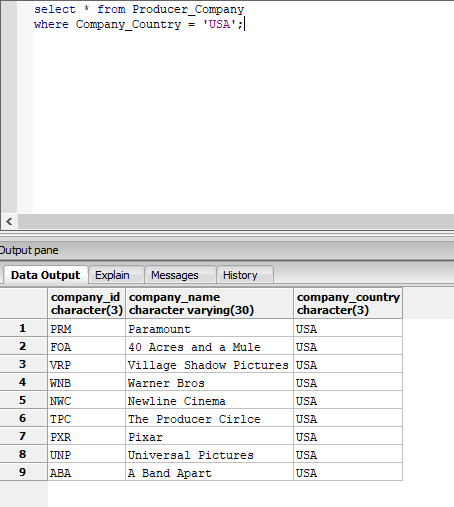 select * from Producer_Company
where Company_Country = 'USA';
Output pane
Data Output Explain Messages History
company_id company_name company_country
character(3) character varying(30) character(3)
1 PRM Paramount USA
2 FOA 40 Acres and a Mule USA
3 VRP Village Shadow Pictures USA
4 WNB Warner Bros USA
5 NWC Newline Cinema USA
6 TPC The Producer Cirlce USA
7 PXR Pixar USA
8 UNP Universal Pictures USA
9 ABA A Band Apart USA